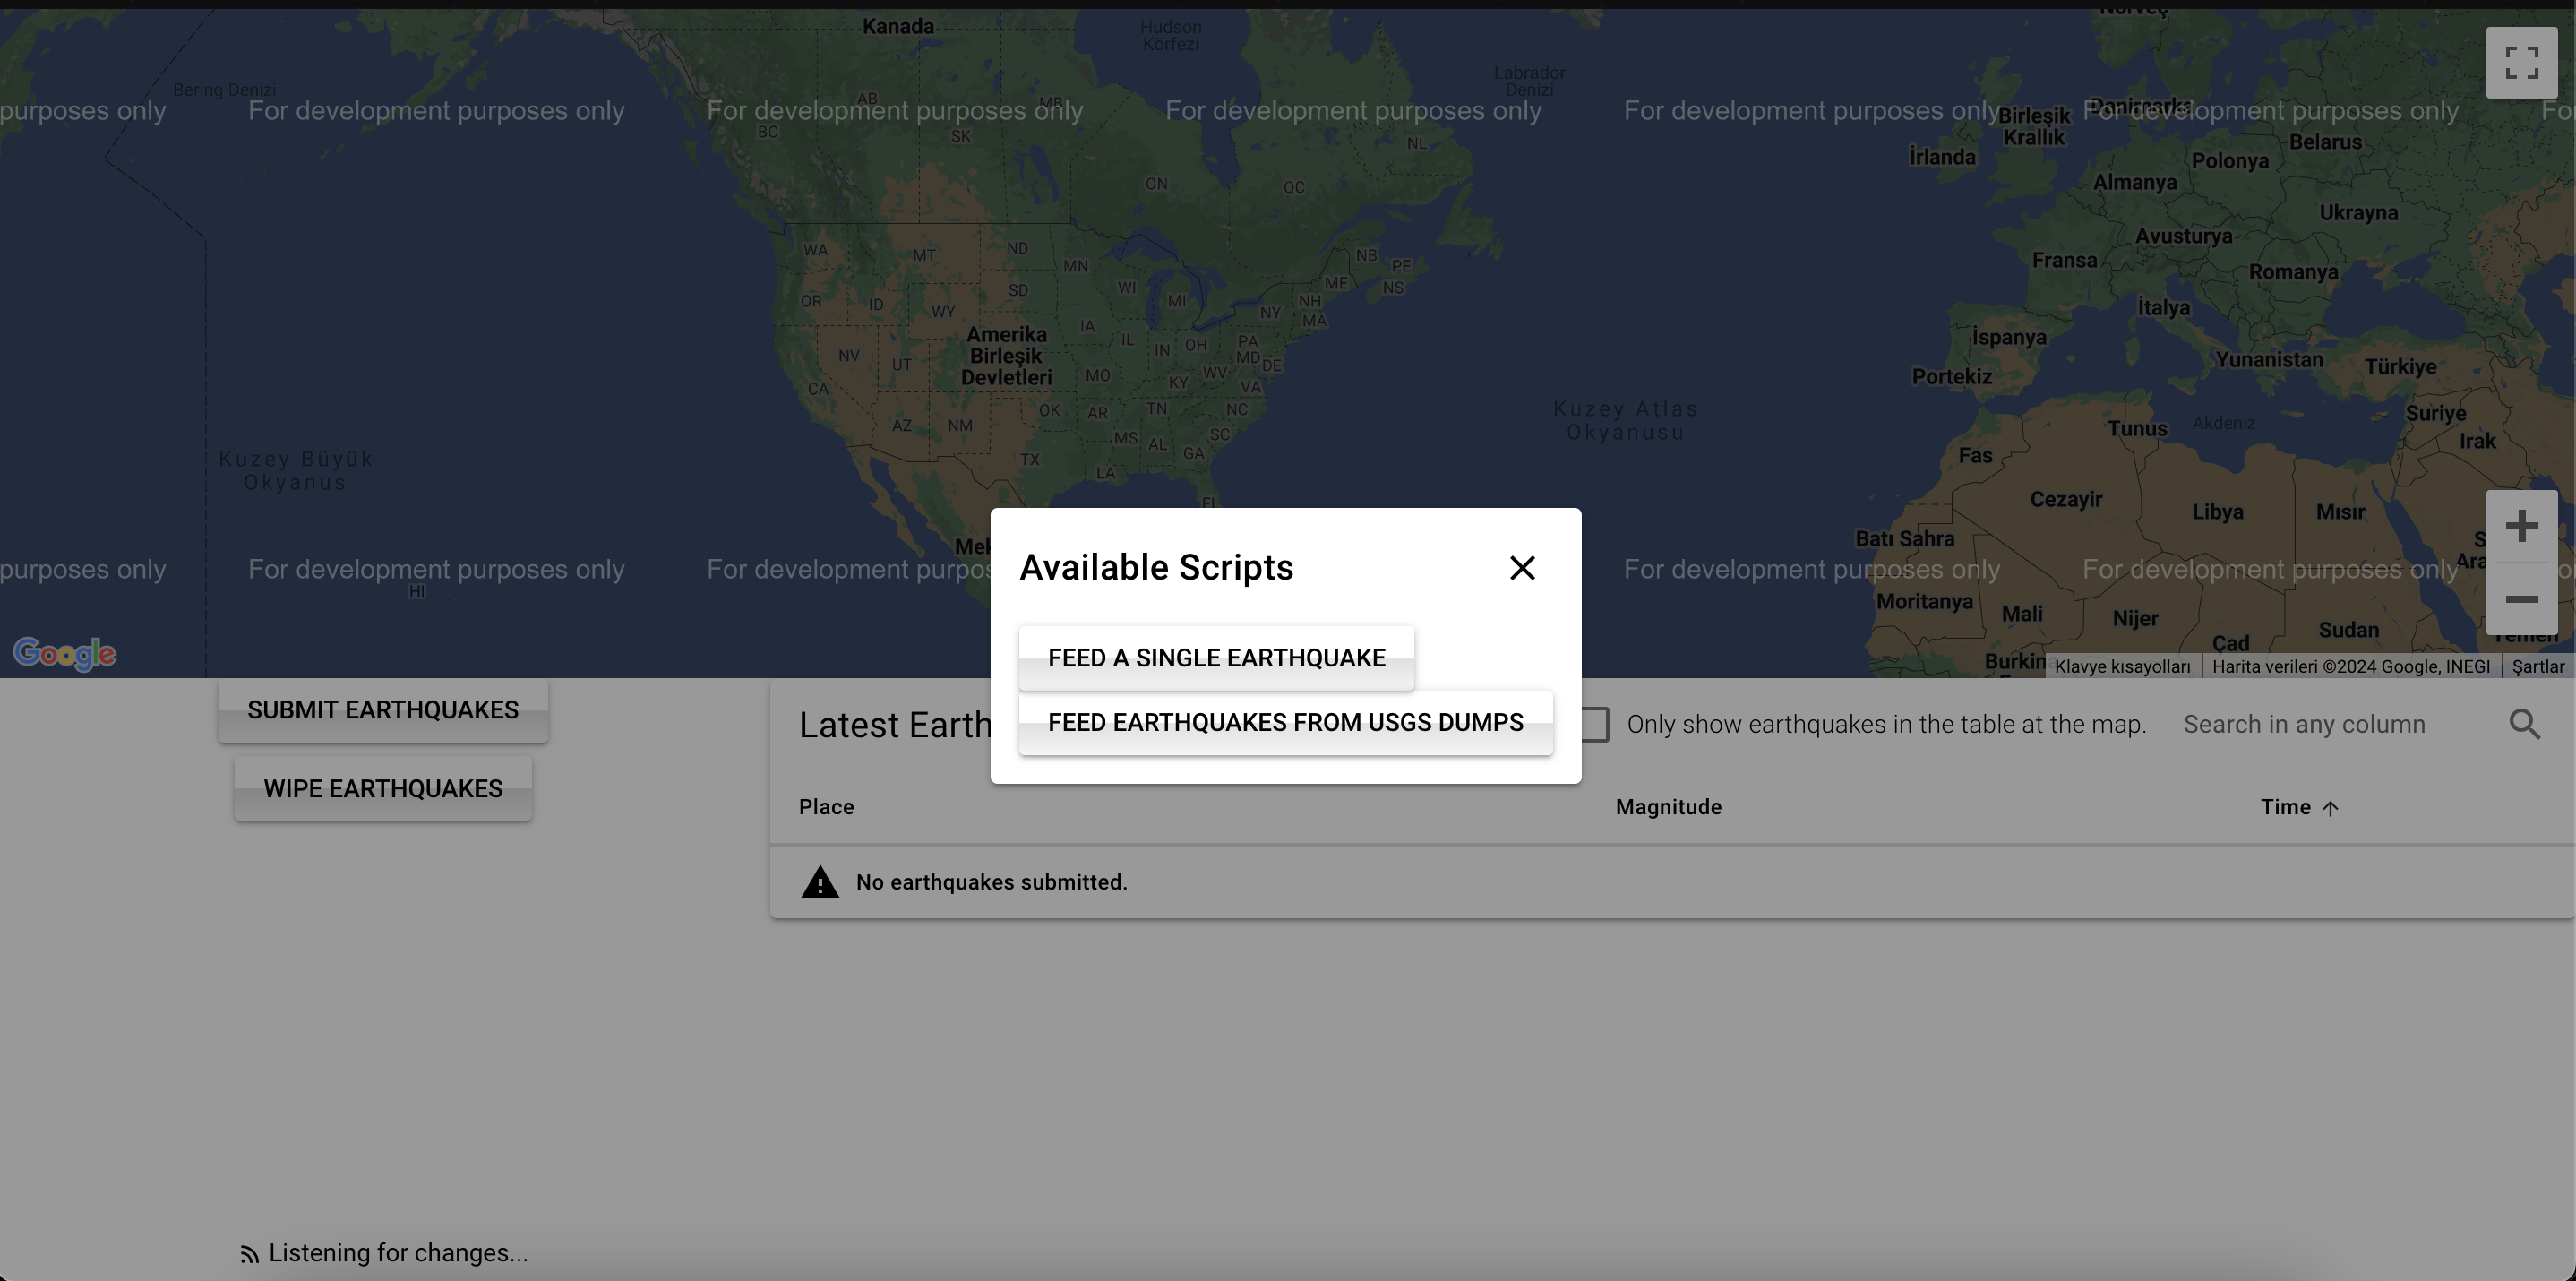 Norveç
Kanada
Hudson
Körfezi
Labrador
Denizi
Bering Denizi
AB
MB
purposes only
For development purposes only
For development purposes only
For development purposes only
For development purposes only
For development purposes only
Fo
Danimarka
Birleşik
Krallık
BC
SK
NL
Belarus
İrlanda
Polonya
Almanya
ON
QC
Ukrayna
Avusturya
WA
MT
ND
MN
NB
PE
Fransa
Romanya
OR
ID
WY
SD
WI
MI
ME
NS
NH
NY
MA
İtalya
Amerika
Birleşik
Devletleri
IA
IL
IN
OH
PA
MD
DE
İspanya
NV
UT
Yunanistan
Türkiye
CA
MO
KY
WV
VA
Portekiz
OK
AR
TN
NC
Kuzey Atlas
Okyanusu
Suriye
AZ
NM
MS
AL
SC
GA
Tunus
Akdeniz
Irak
Kuzey Büyük
Okyanus
TX
LA
Fas
FL
Cezayir
Libya
Mısır
Batı Sahra
Mek
purposes only
For development purposes only
For development purpos
For development purposes only
For development purposes only
S
Ara
HI
Moritanya
Mali
Nijer
Çad
Sudan
Yemen
Google
Burkin
Klavye kısayolları
Harita verileri ©2024 Google, INEGI
Şartlar
Available Scripts
FEED A SINGLE EARTHQUAKE
FEED EARTHQUAKES FROM USGS DUMPS
SUBMIT EARTHQUAKES
WIPE EARTHQUAKES
Latest Earth
Only show earthquakes in the table at the map.
Search in any column
Place
Magnitude
Time
No earthquakes submitted.
Listening for changes...